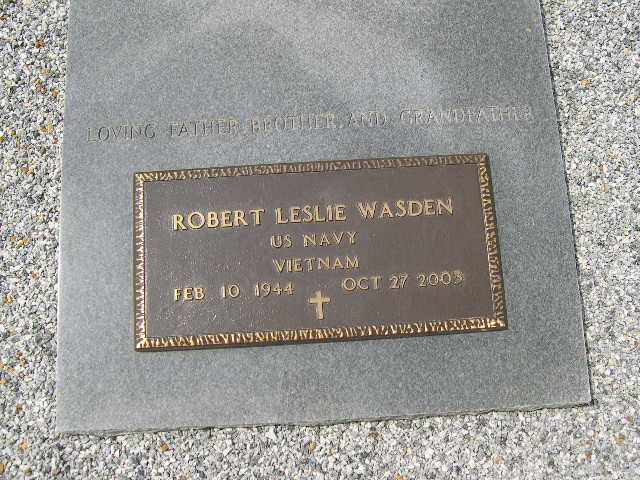 LOVING FATHER, BROTHER, AND GRANDFATHER
ROBERT LESLIE WASDEN
US NAVY
VIETNAM
FEB 10 1944 OCT 27 2003